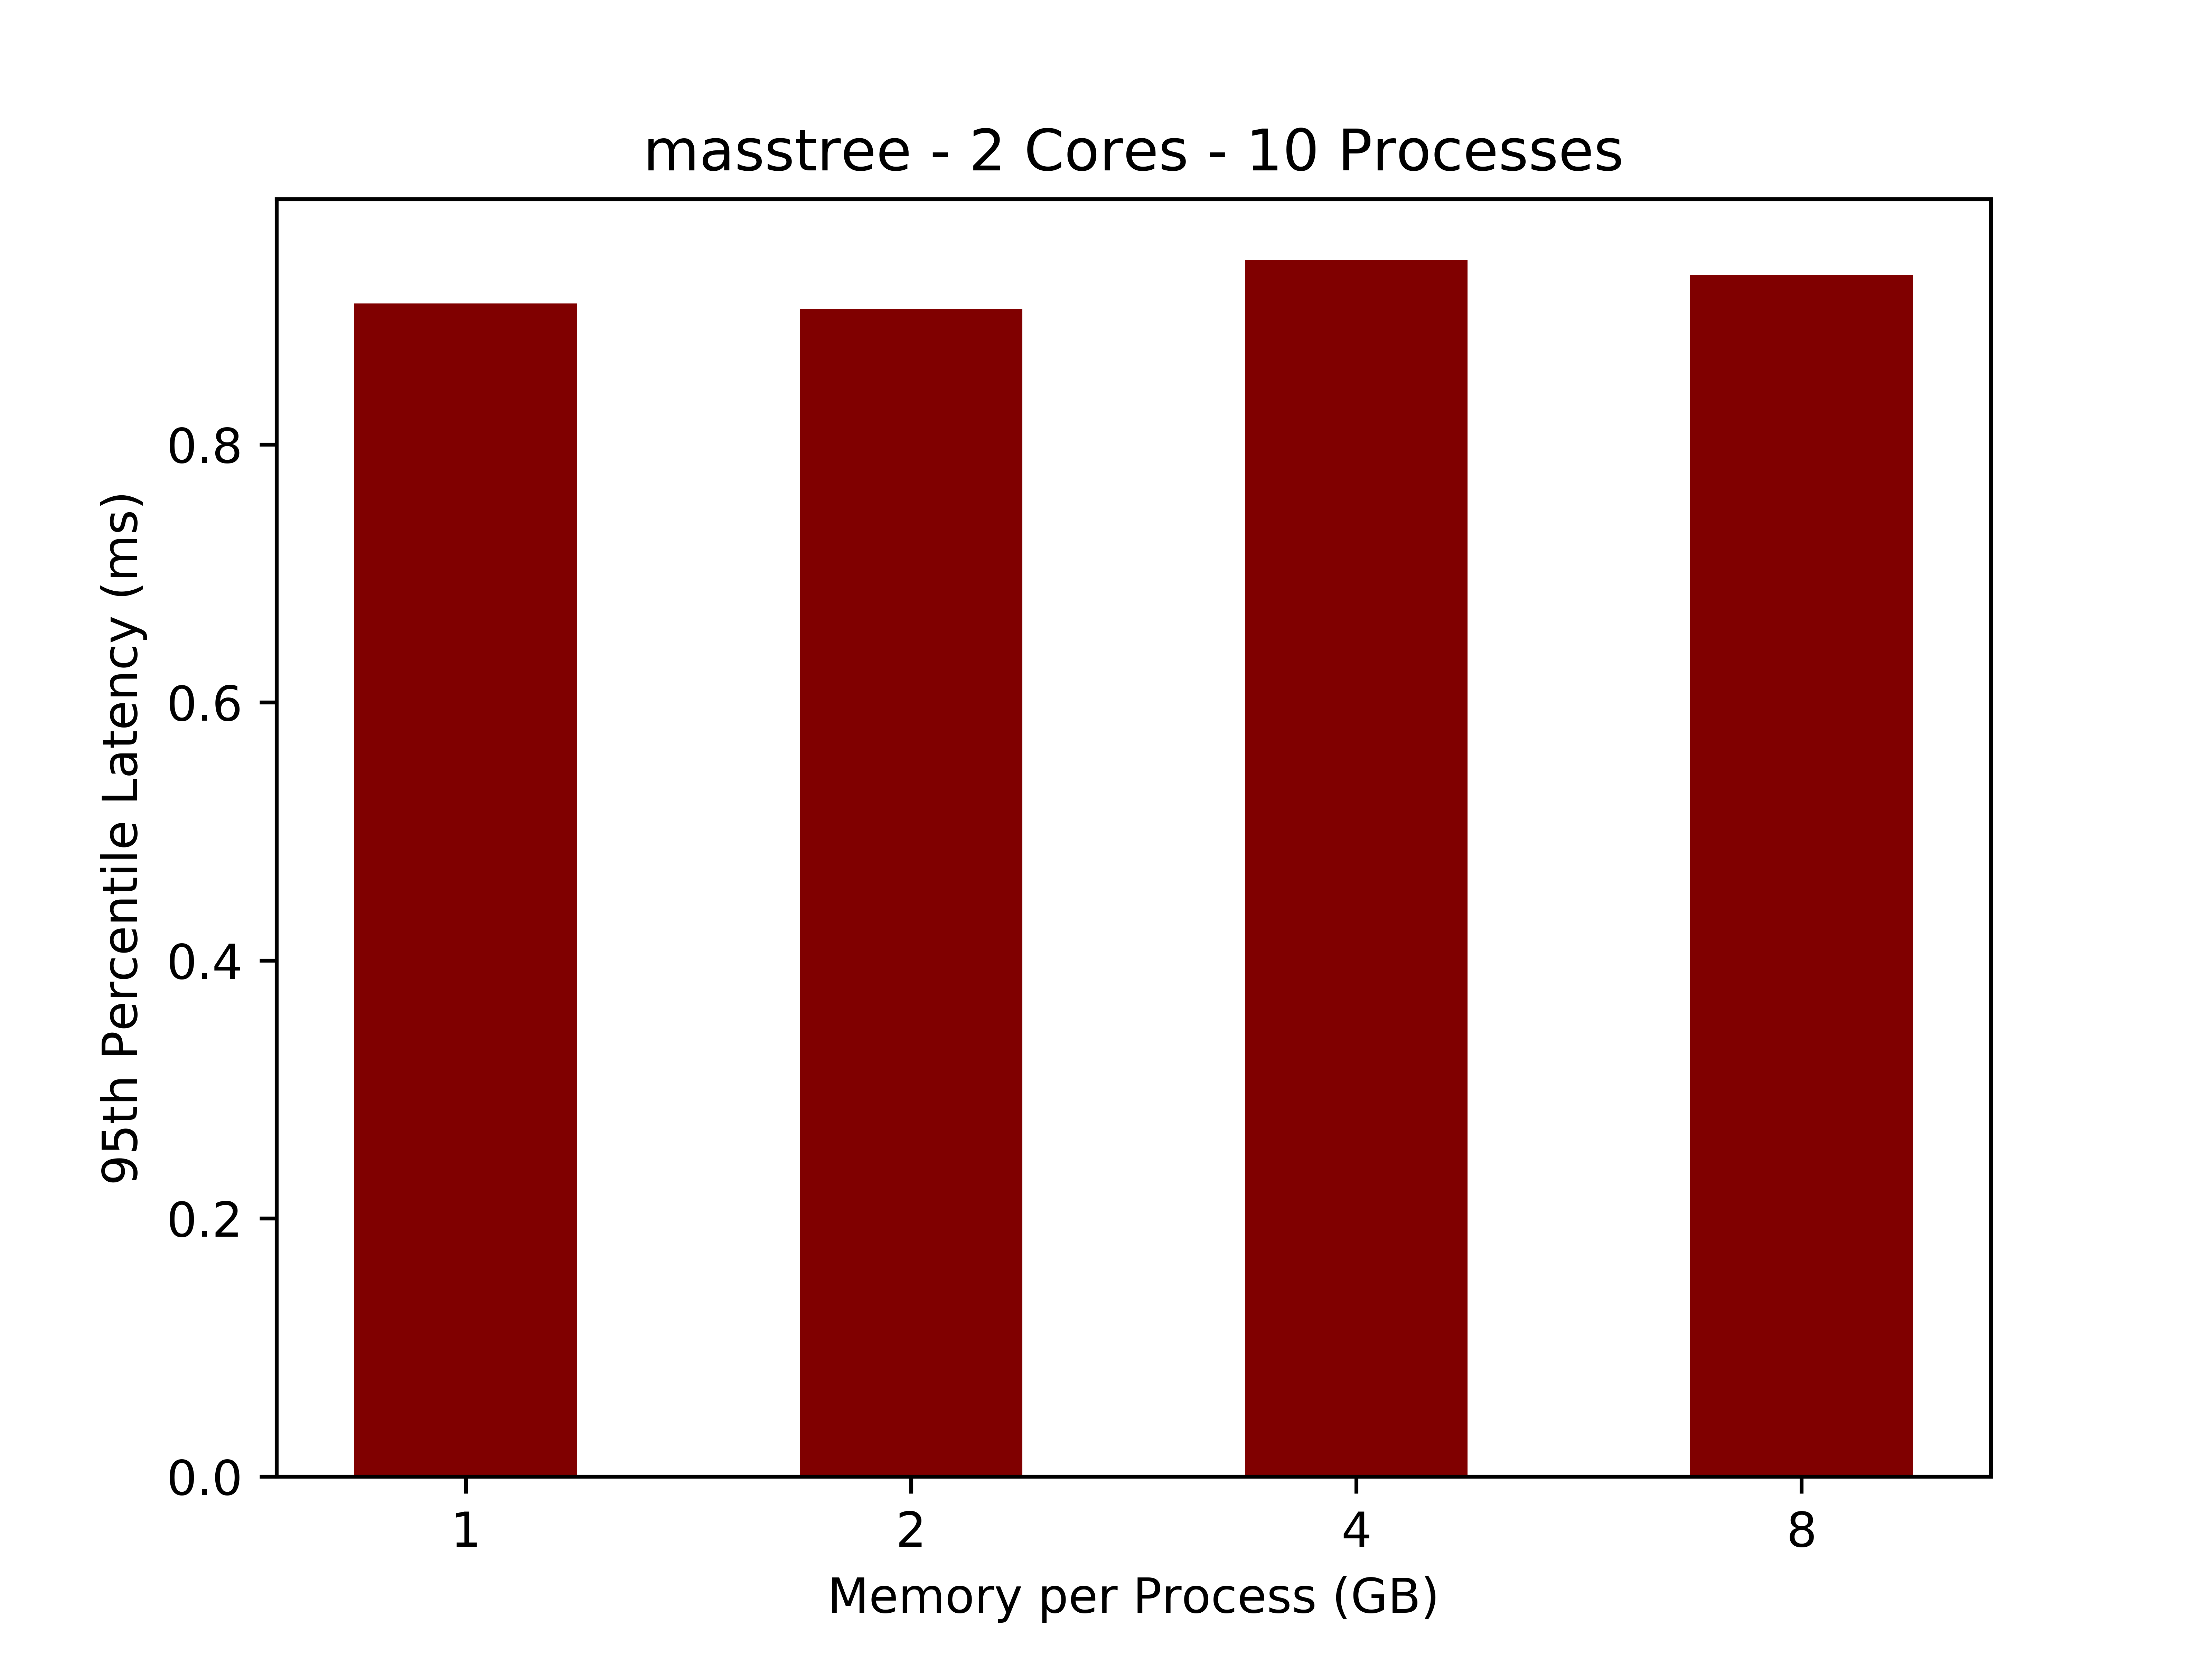 masstree - 2 Cores - 10 Processes
95th Percentile Latency (ms)
0.8
0.6
0.4
0.2
0.0
1 2 4 8
Memory per Process (GB)